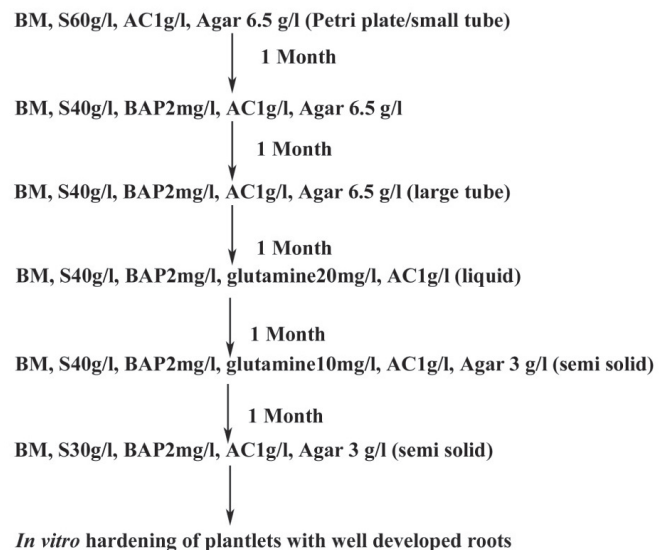 BM, S60g/l, AC1g/l, Agar 6.5 g/l (Petri plate/small tube)
1 Month
BM, S40g/l, BAP2mg/l, AC1g/l, Agar 6.5 g/l
1 Month
BM, S40g/l, BAP2mg/l, AC1g/l, Agar 6.5 g/l (large tube)
1 Month
BM, S40g/l, BAP2mg/l, glutamine20mg/l, AC1g/l (liquid)
1 Month
BM, S40g/l, BAP2mg/l, glutamine10mg/l, AC1g/l, Agar 3 g/l (semi solid)
1 Month
BM, S30g/l, BAP2mg/l, AC1g/l, Agar 3 g/l (semi solid)
In vitro hardening of plantlets with well developed roots